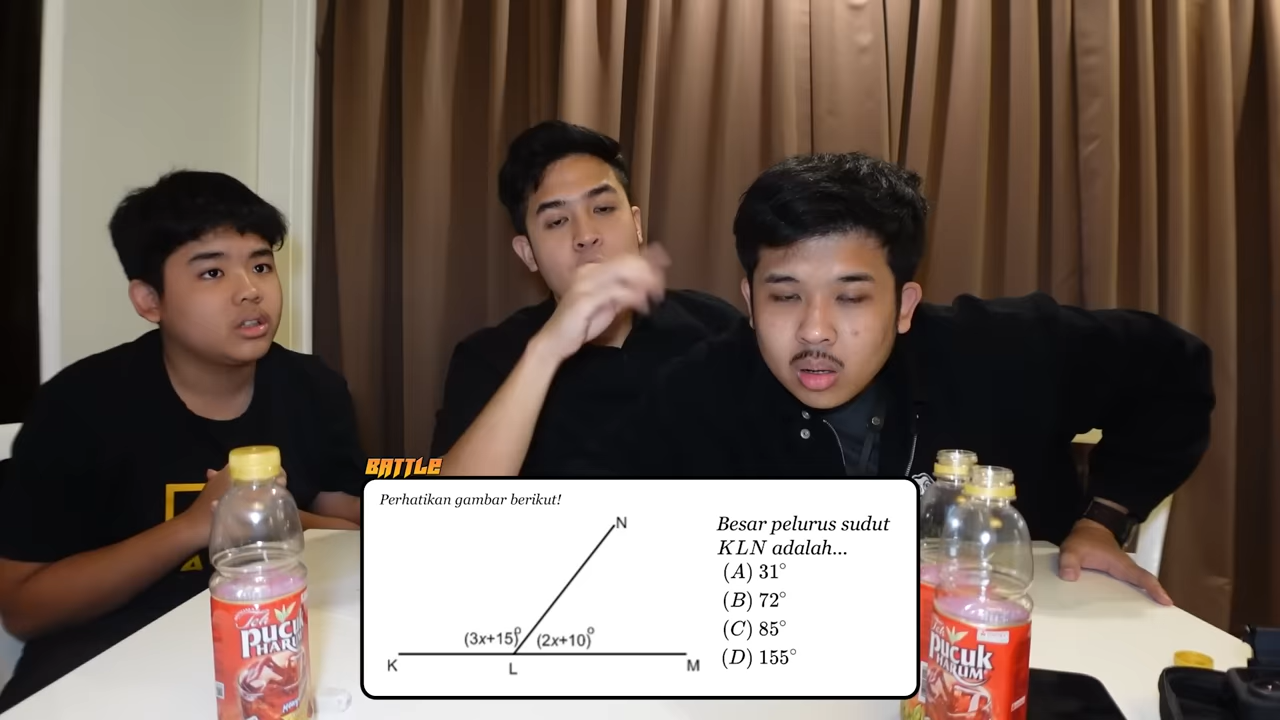 BATTLE
Perhatikan gambar berikut!
N
(3x+15)°
(2x+10)°
K
L
M
Besar pelurus sudut
KLN adalah...
(A) 31°
(B) 72°
(C) 85°
(D) 155°
Teh
PUCUK
HARUM
Teh
PUCUK
HARUM